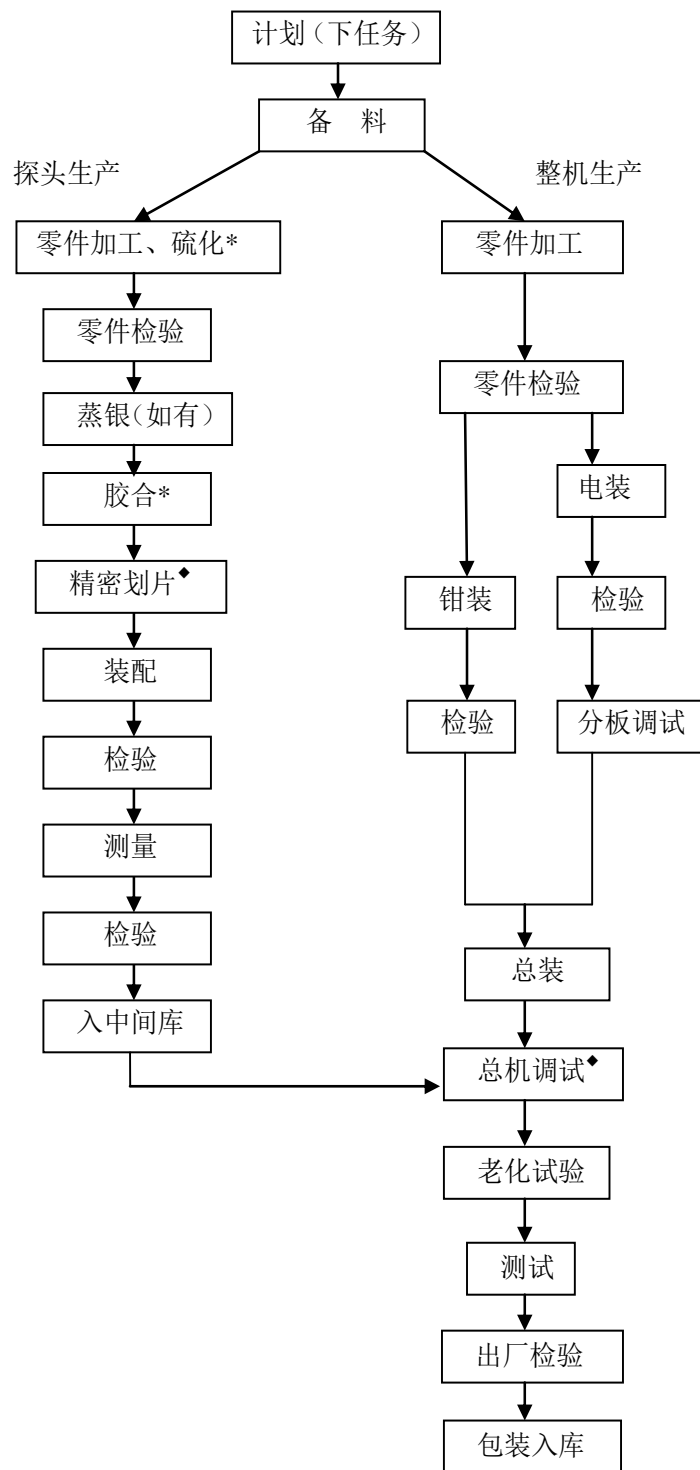 计划（下任务）
备 料
探头生产
整机生产
零件加工、硫化*
零件加工
零件检验
零件检验
蒸银（如有）
电装
胶合*
精密划片◆
钳装
检验
装配
检验
分板调试
检验
测量
检验
总装
入中间库
总机调试◆
老化试验
测试
出厂检验
包装入库